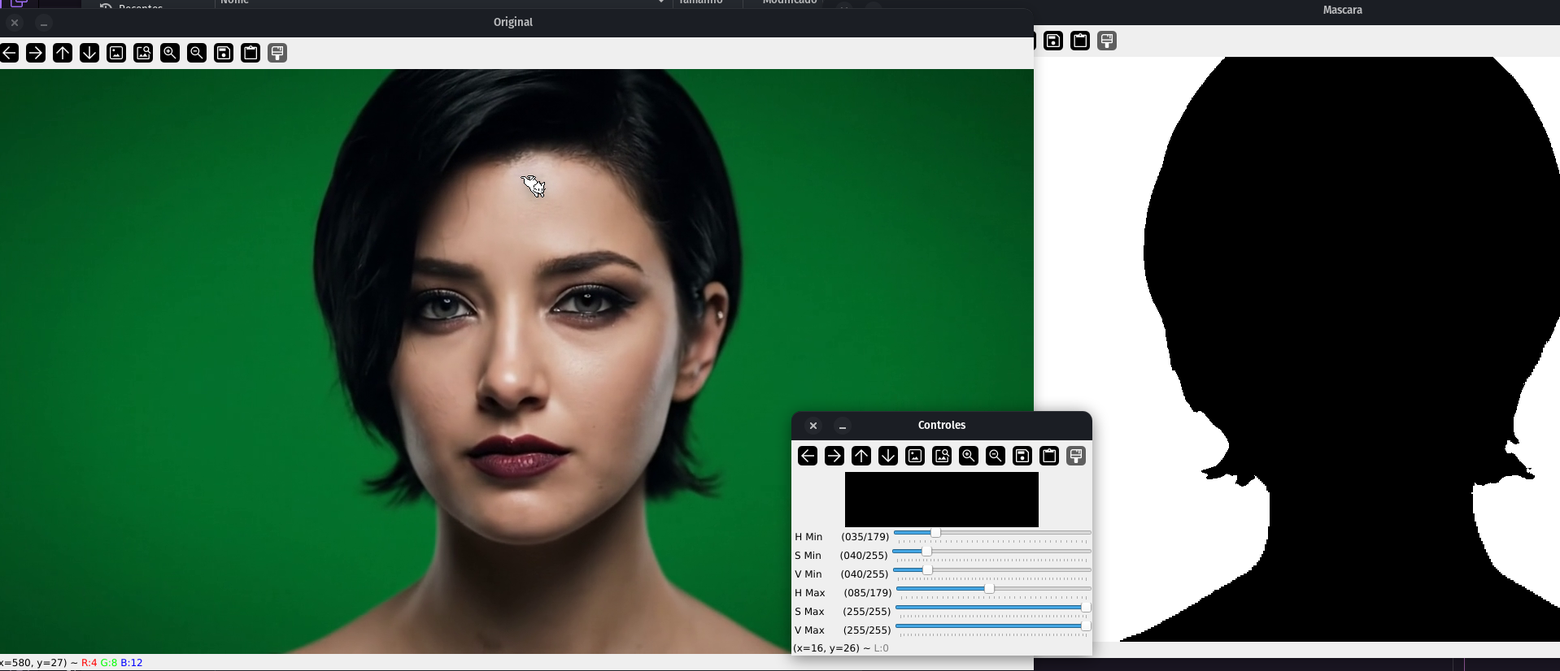 Recentes
Nome
Tamanho
Modificado
Original
Mascara
Controles
H Min (035/179)
S Min (040/255)
V Min (040/255)
H Max (085/179)
S Max (255/255)
V Max (255/255)
(x=16, y=26) ~ L:0
x=580, y=27) ~ R:4 G:8 B:12